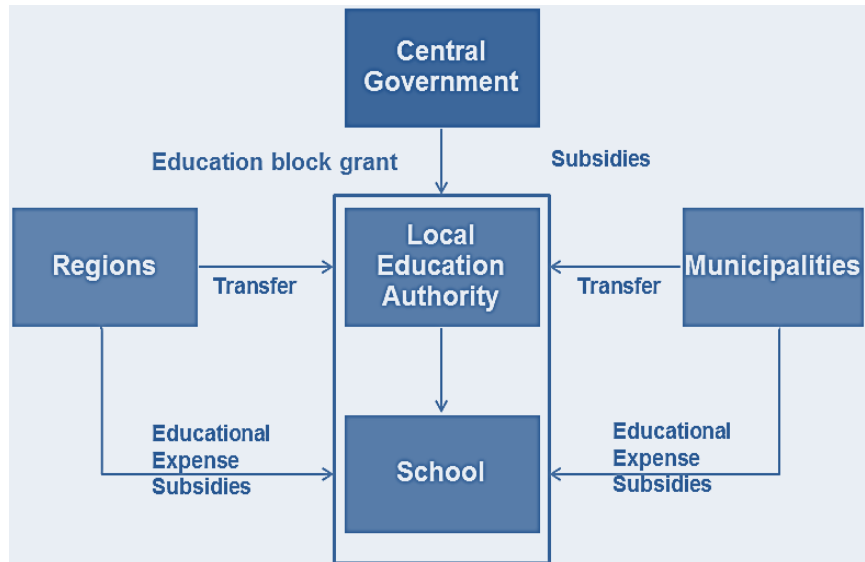 Central
Government
Education block grant
Subsidies
Regions
Transfer
Local
Education
Authority
Transfer
Municipalities
Educational
Expense
Subsidies
School
Educational
Expense
Subsidies